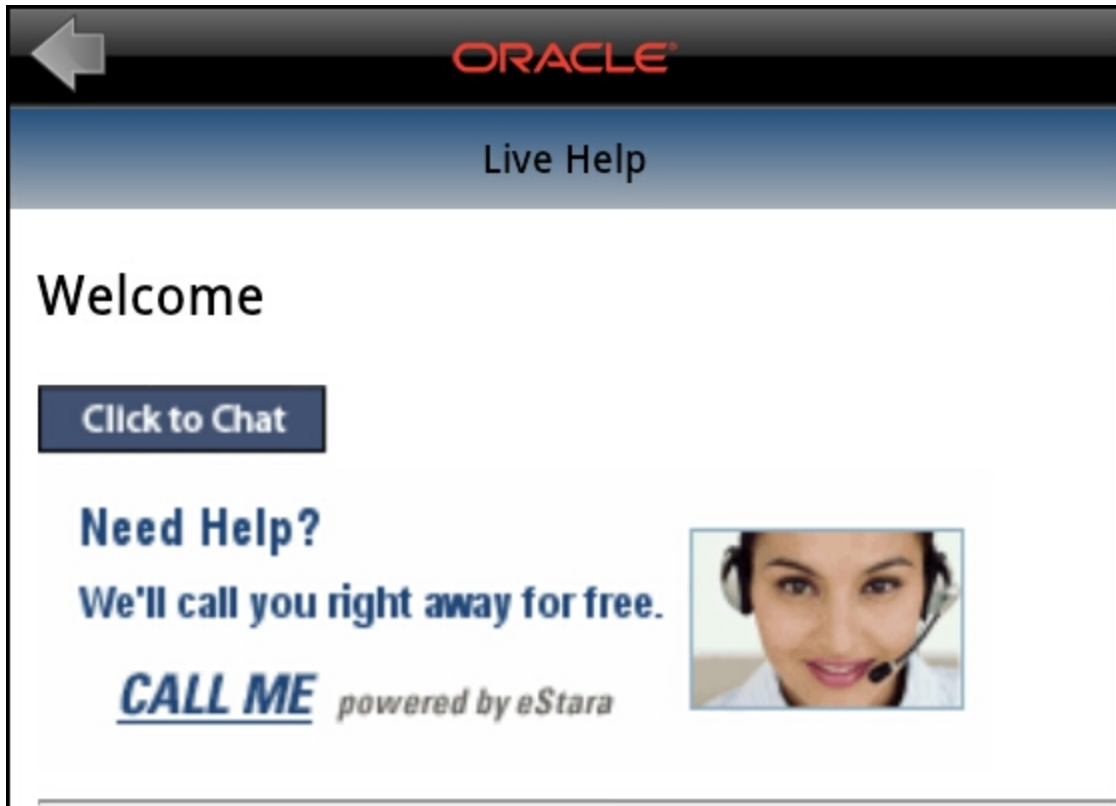 ORACLE®
Live Help
Welcome
Click to Chat
Need Help?
We'll call you right away for free.
CALL ME powered by eStara